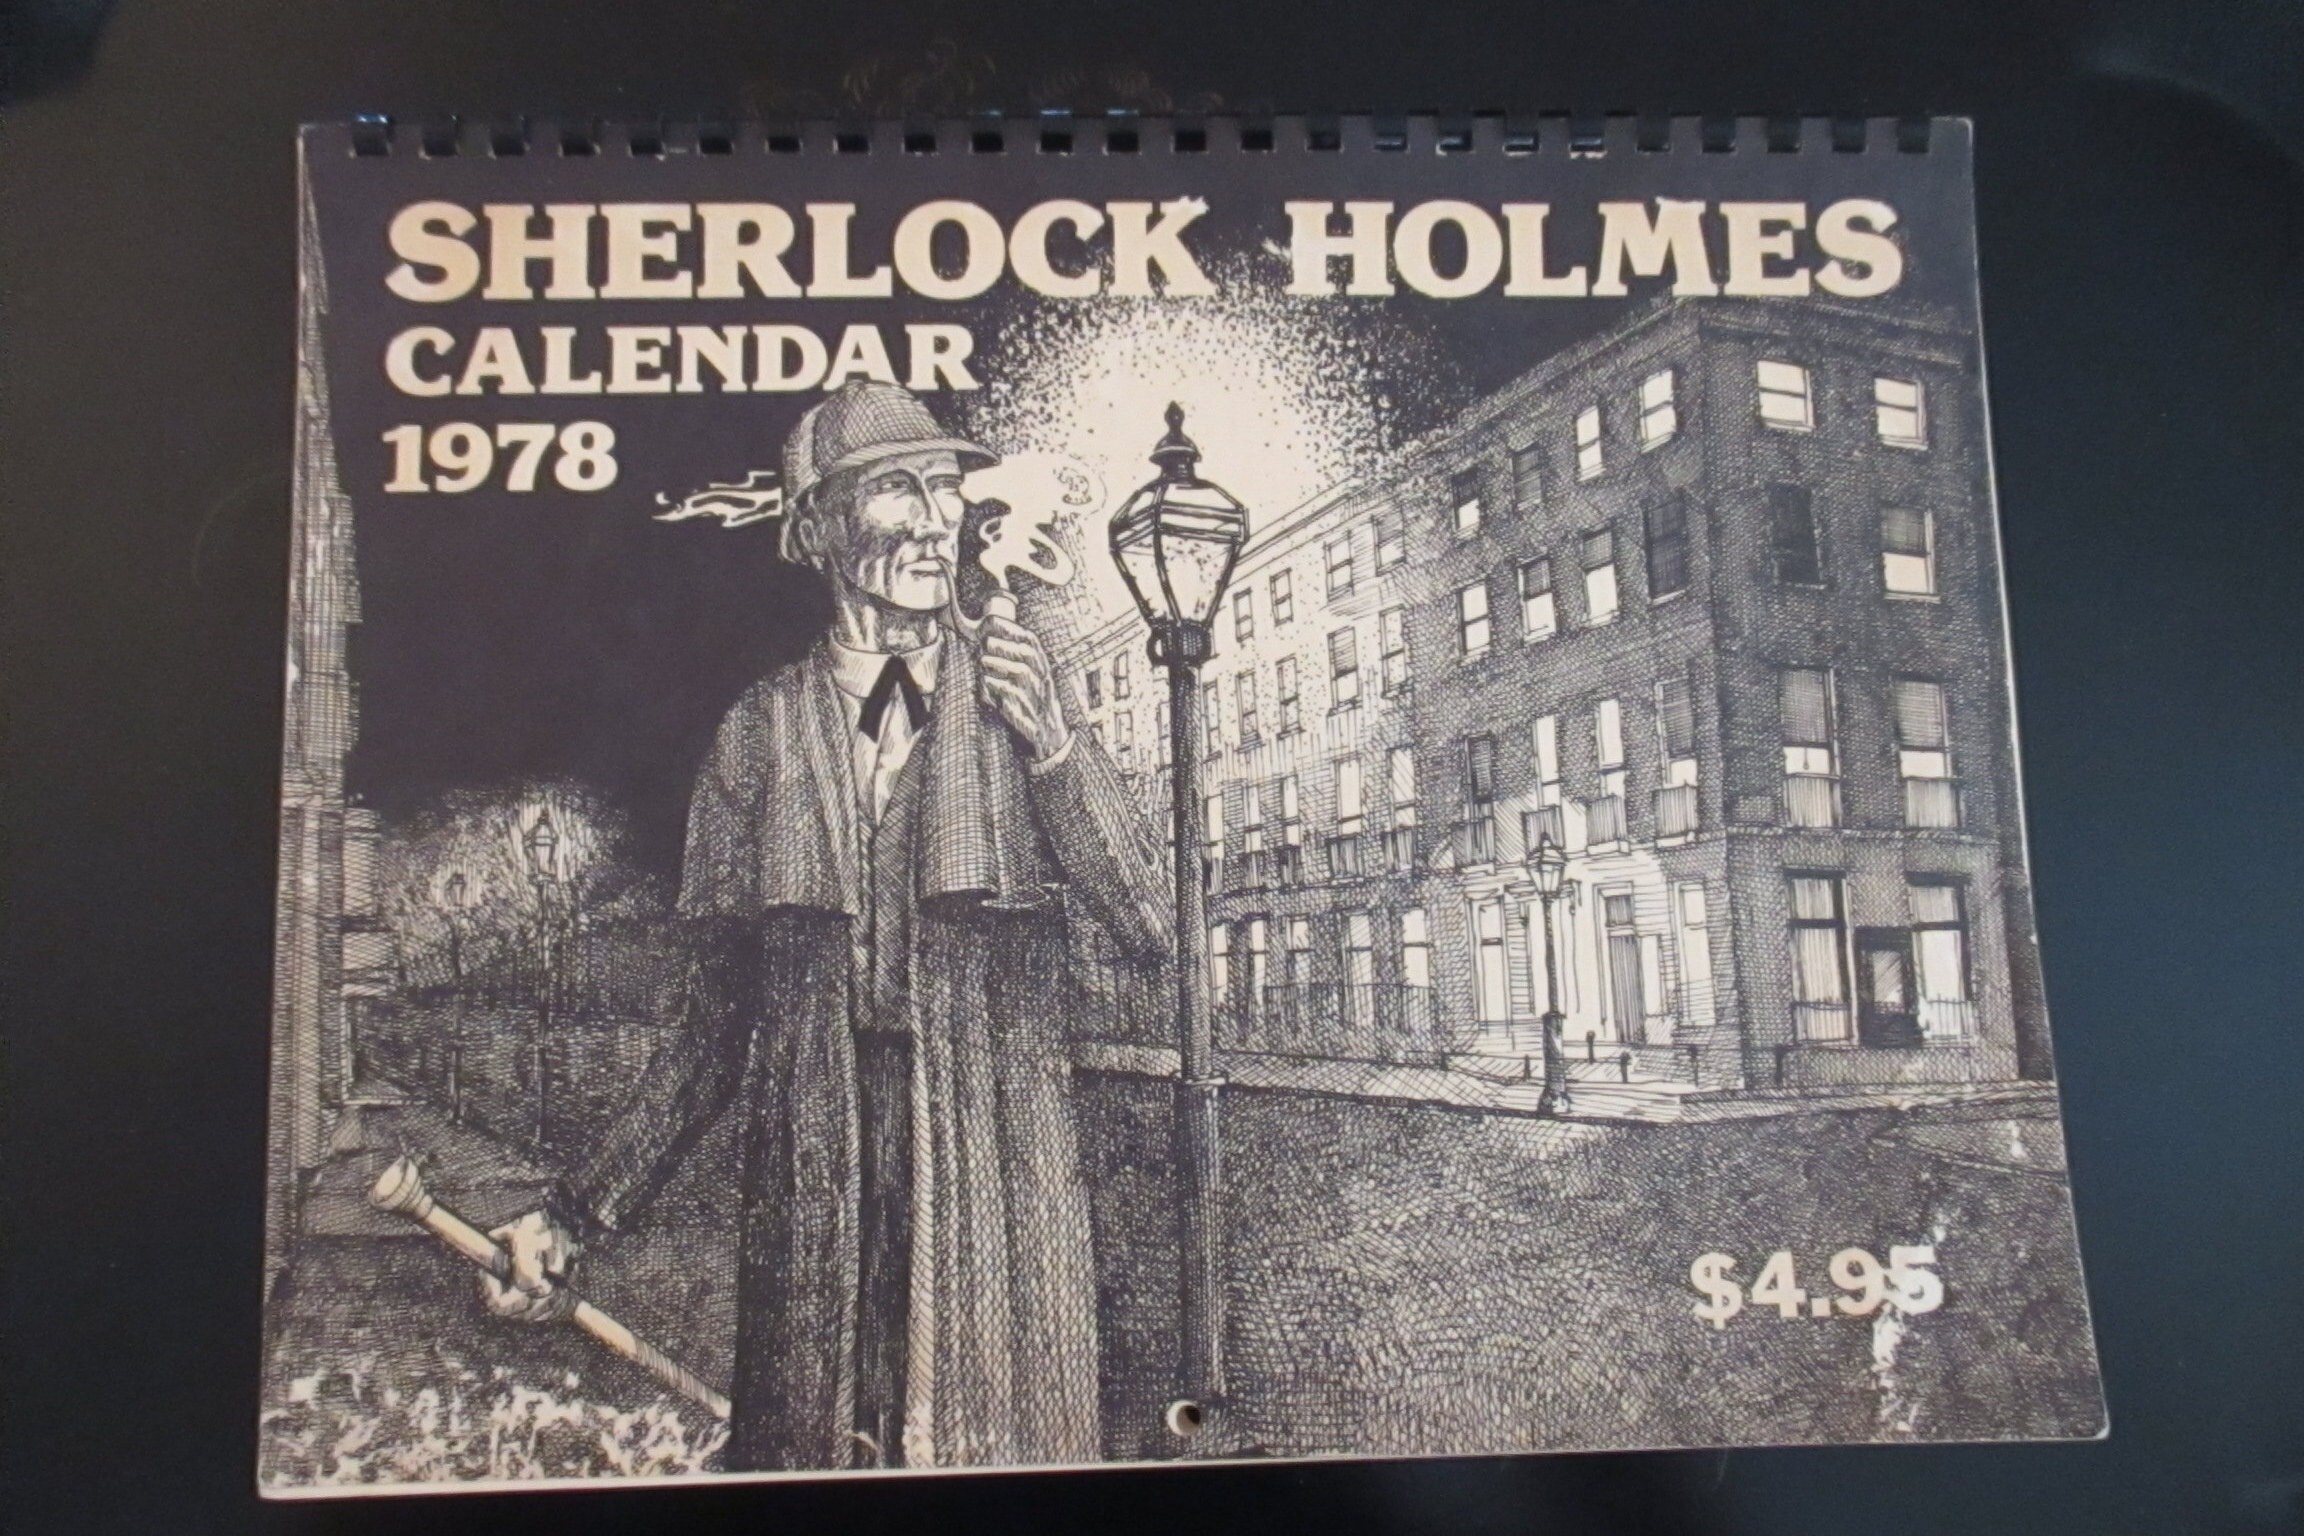 SHERLOCK HOLMES
CALENDAR
1978
$4.95